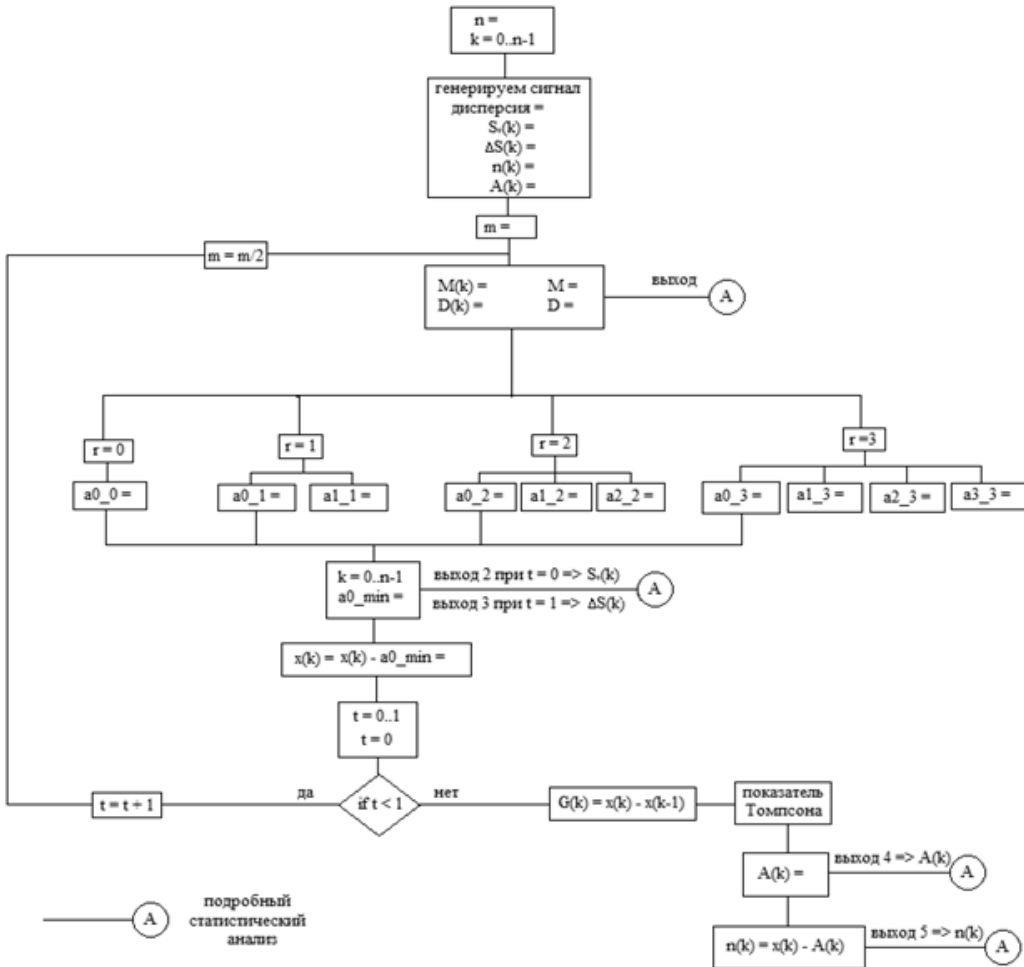 n =
k = 0..n-1
генерируем сигнал
дисперсия =
Sₑ(k) =
ΔS(k) =
n(k) =
A(k) =
m =
m = m/2
M(k) = M =
D(k) = D =
выход
A
r = 0
r = 1
r = 2
r =3
a0_0 =
a0_1 =
a1_1 =
a0_2 =
a1_2 =
a2_2 =
a0_3 =
a1_3 =
a2_3 =
a3_3 =
k = 0..n-1
a0_min =
выход 2 при t = 0 => Sₑ(k)
выход 3 при t = 1 => ΔS(k)
A
x(k) = x(k) - a0_min =
t = 0..1
t = 0
if t < 1
да
нет
t = t + 1
G(k) = x(k) - x(k-1)
показатель
Томпсона
A(k) =
выход 4 => A(k)
A
n(k) = x(k) - A(k)
выход 5 => n(k)
A
A
подробный
статистический
анализ